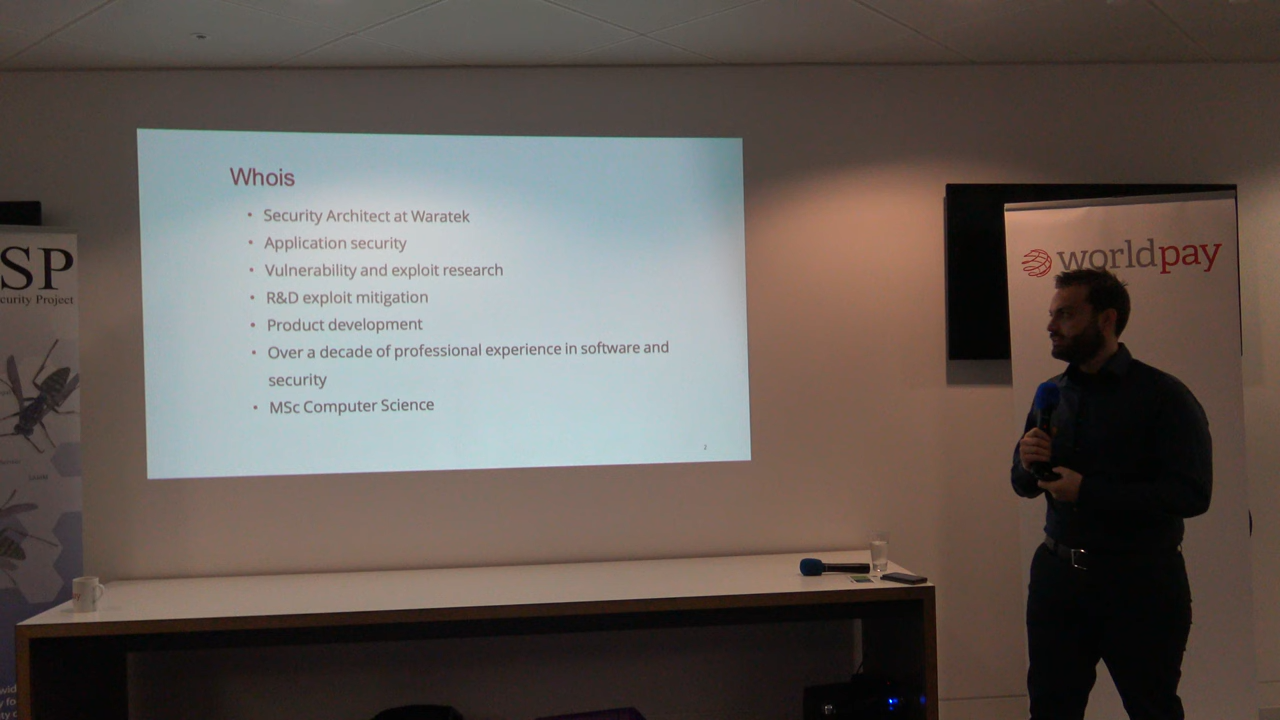 Whois
• Security Architect at Waratek
• Application security
• Vulnerability and exploit research
• R&D exploit mitigation
• Product development
• Over a decade of professional experience in software and
security
• MSc Computer Science
2
SP
curity Project
worldpay